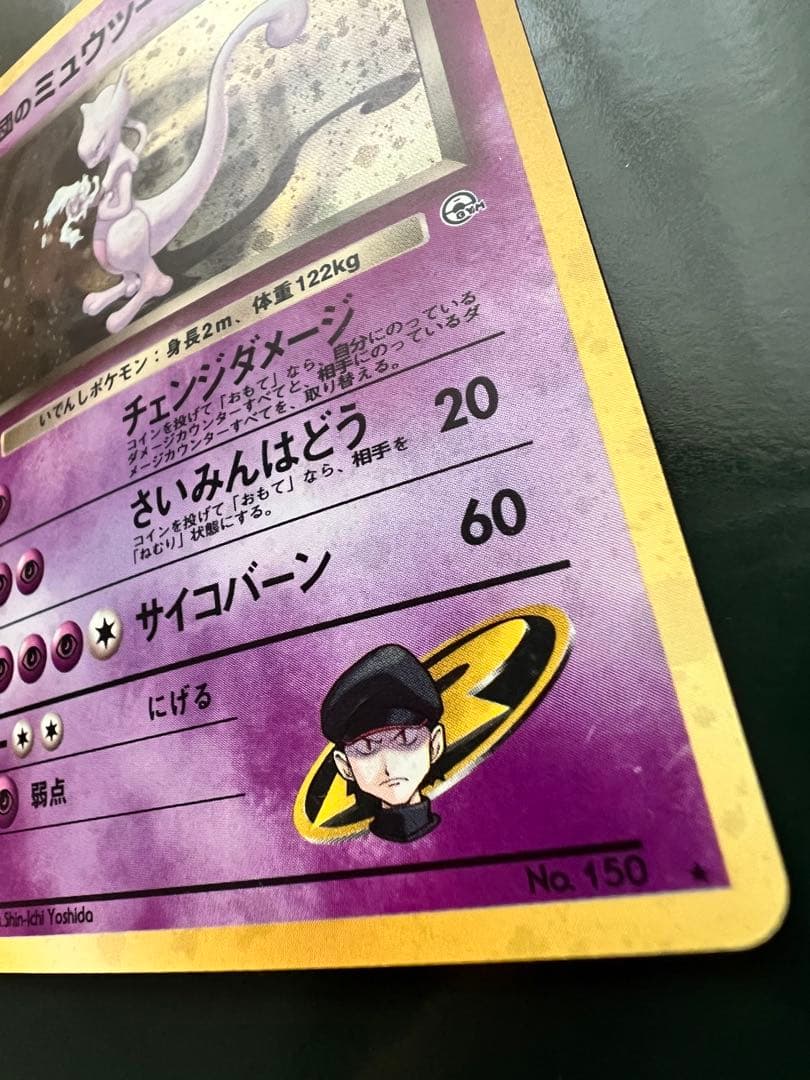 団のミュウツー
GYM
いでんしポケモン：身長2m、体重122kg
チェンジダメージ
コインを投げて「おもて」なら、自分にのっている
ダメージカウンターすべてと、相手にのっているダ
メージカウンターすべてを、取り替える。
さいみんはどう 20
コインを投げて「おもて」なら、相手を
「ねむり」状態にする。
サイコバーン 60
にげる
弱点
R
No. 150 ★
Shin-Ichi Yoshida